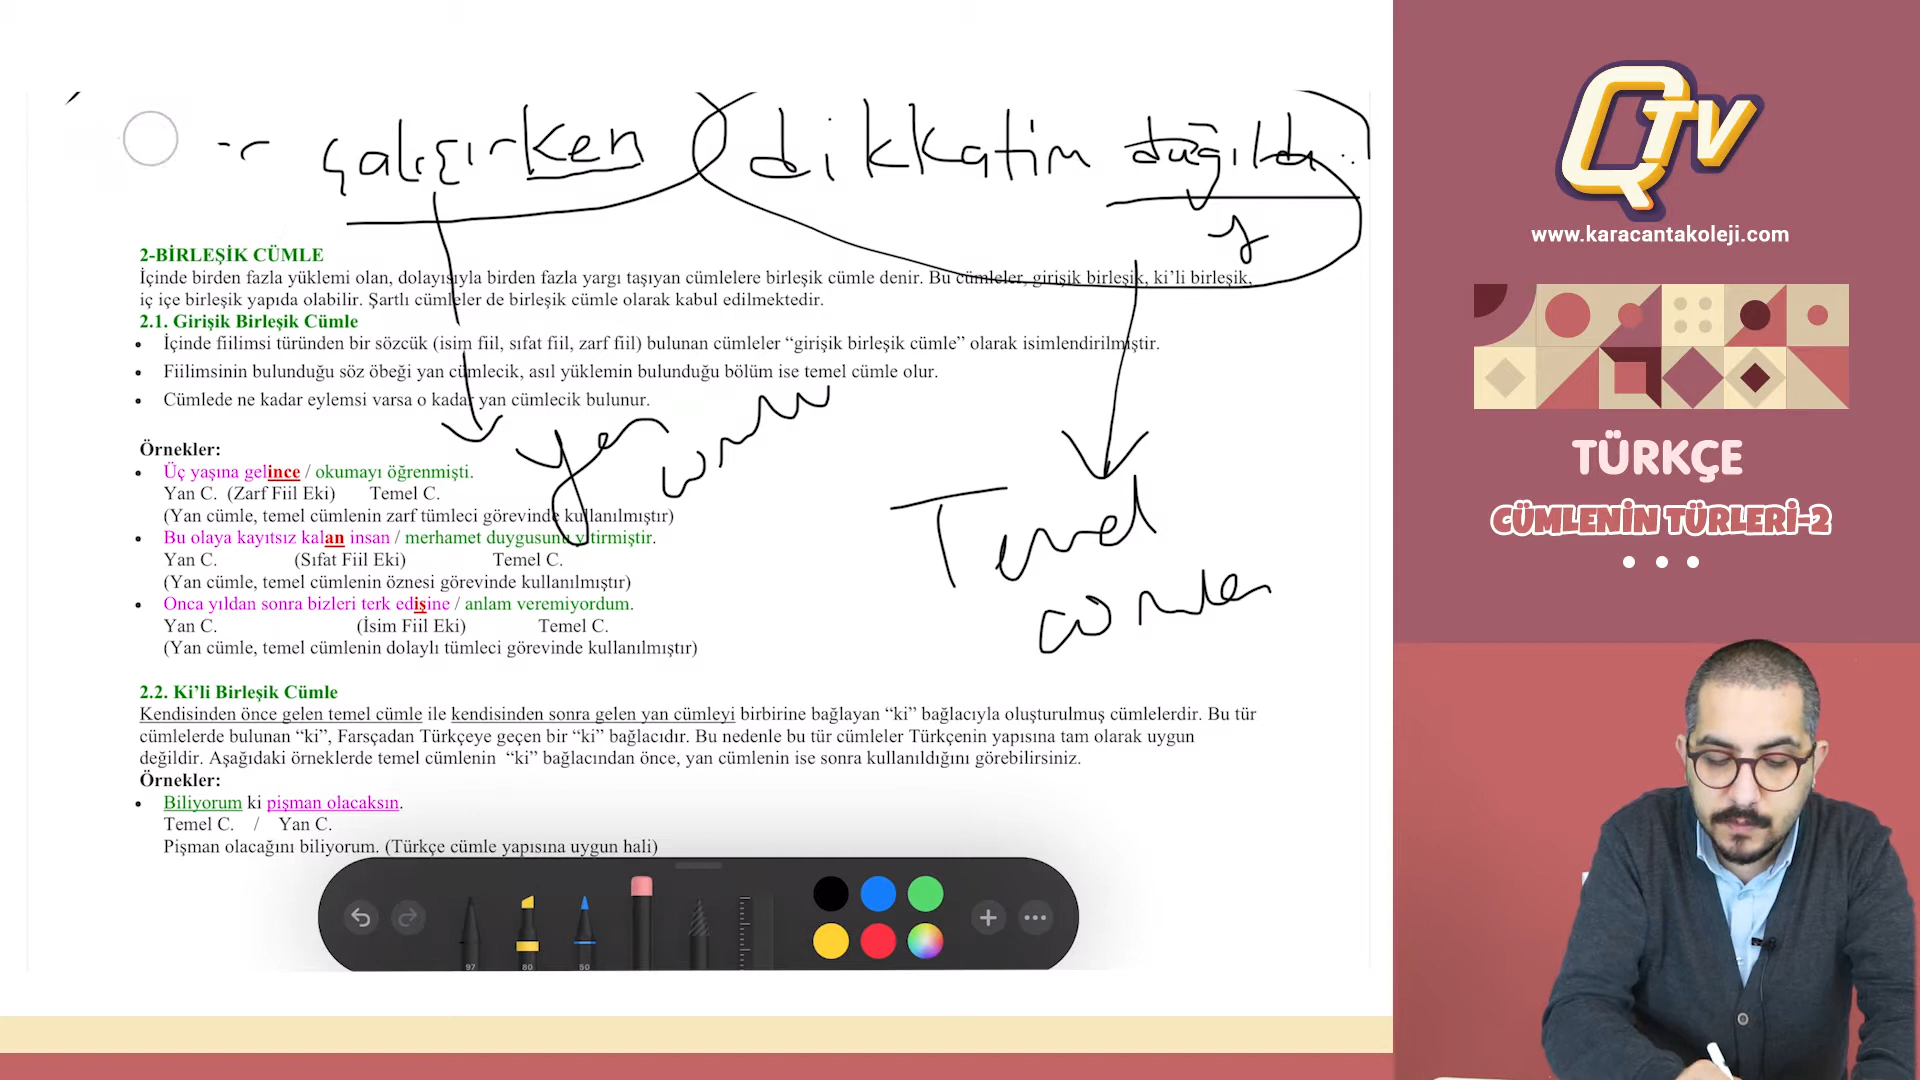 çalışırken dikkatim dağıldı..
y
2-BİRLEŞİK CÜMLE
İçinde birden fazla yüklemi olan, dolayısıyla birden fazla yargı taşıyan cümlelere birleşik cümle denir. Bu cümleler, girişik birleşik, ki’li birleşik,
iç içe birleşik yapıda olabilir. Şartlı cümleler de birleşik cümle olarak kabul edilmektedir.
2.1. Girişik Birleşik Cümle
• İçinde fiilimsi türünden bir sözcük (isim fiil, sıfat fiil, zarf fiil) bulunan cümleler “girişik birleşik cümle” olarak isimlendirilmiştir.
• Fiilimsinin bulunduğu söz öbeği yan cümlecik, asıl yüklemin bulunduğu bölüm ise temel cümle olur.
• Cümlede ne kadar eylemsi varsa o kadar yan cümlecik bulunur.
Yan cümle
Temel
cümle
Örnekler:
• Üç yaşına gelince / okumayı öğrenmişti.
Yan C. (Zarf Fiil Eki) Temel C.
(Yan cümle, temel cümlenin zarf tümleci görevinde kullanılmıştır)
• Bu olaya kayıtsız kalan insan / merhamet duygusunu yitirmiştir.
Yan C. (Sıfat Fiil Eki) Temel C.
(Yan cümle, temel cümlenin öznesi görevinde kullanılmıştır)
• Onca yıldan sonra bizleri terk edişine / anlam veremiyordum.
Yan C. (İsim Fiil Eki) Temel C.
(Yan cümle, temel cümlenin dolaylı tümleci görevinde kullanılmıştır)
2.2. Ki’li Birleşik Cümle
Kendisinden önce gelen temel cümle ile kendisinden sonra gelen yan cümleyi birbirine bağlayan “ki” bağlacıyla oluşturulmuş cümlelerdir. Bu tür
cümlelerde bulunan “ki”, Farsçadan Türkçeye geçen bir “ki” bağlacıdır. Bu nedenle bu tür cümleler Türkçenin yapısına tam olarak uygun
değildir. Aşağıdaki örneklerde temel cümlenin “ki” bağlacından önce, yan cümlenin ise sonra kullanıldığını görebilirsiniz.
Örnekler:
• Biliyorum ki pişman olacaksın.
Temel C. / Yan C.
Pişman olacağını biliyorum. (Türkçe cümle yapısına uygun hali)
97 80 50
QTV
www.karacantakoleji.com
TÜRKÇE
CÜMLENİN TÜRLERİ-2